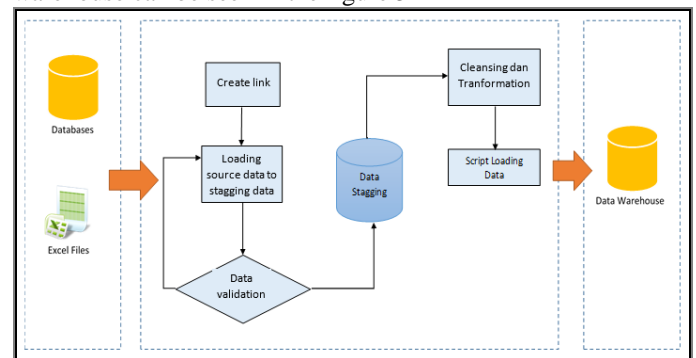 Databases
Excel Files
Create link
Loading
source data to
stagging data
Data
validation
Data
Stagging
Cleansing dan
Tranformation
Script Loading
Data
Data Warehouse